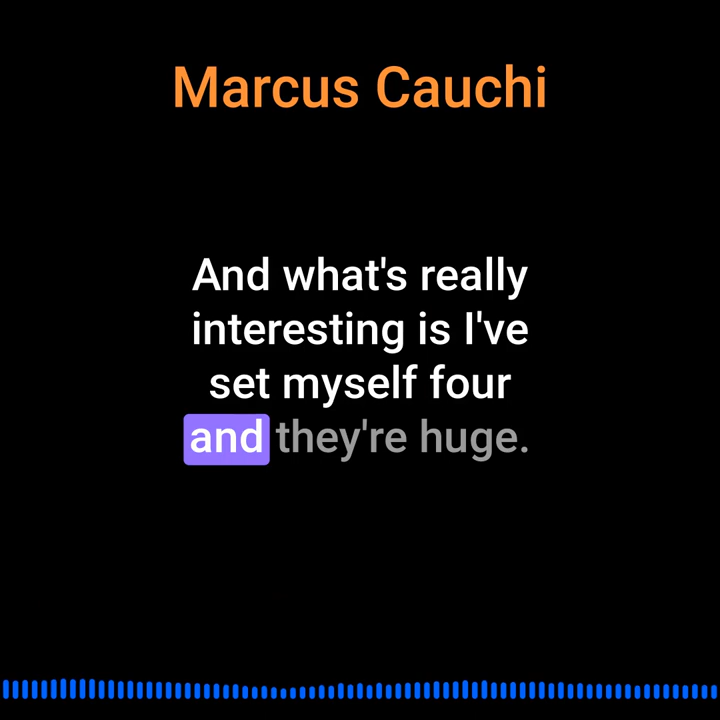 Marcus Cauchi
And what's really
interesting is I've
set myself four
and they're huge.